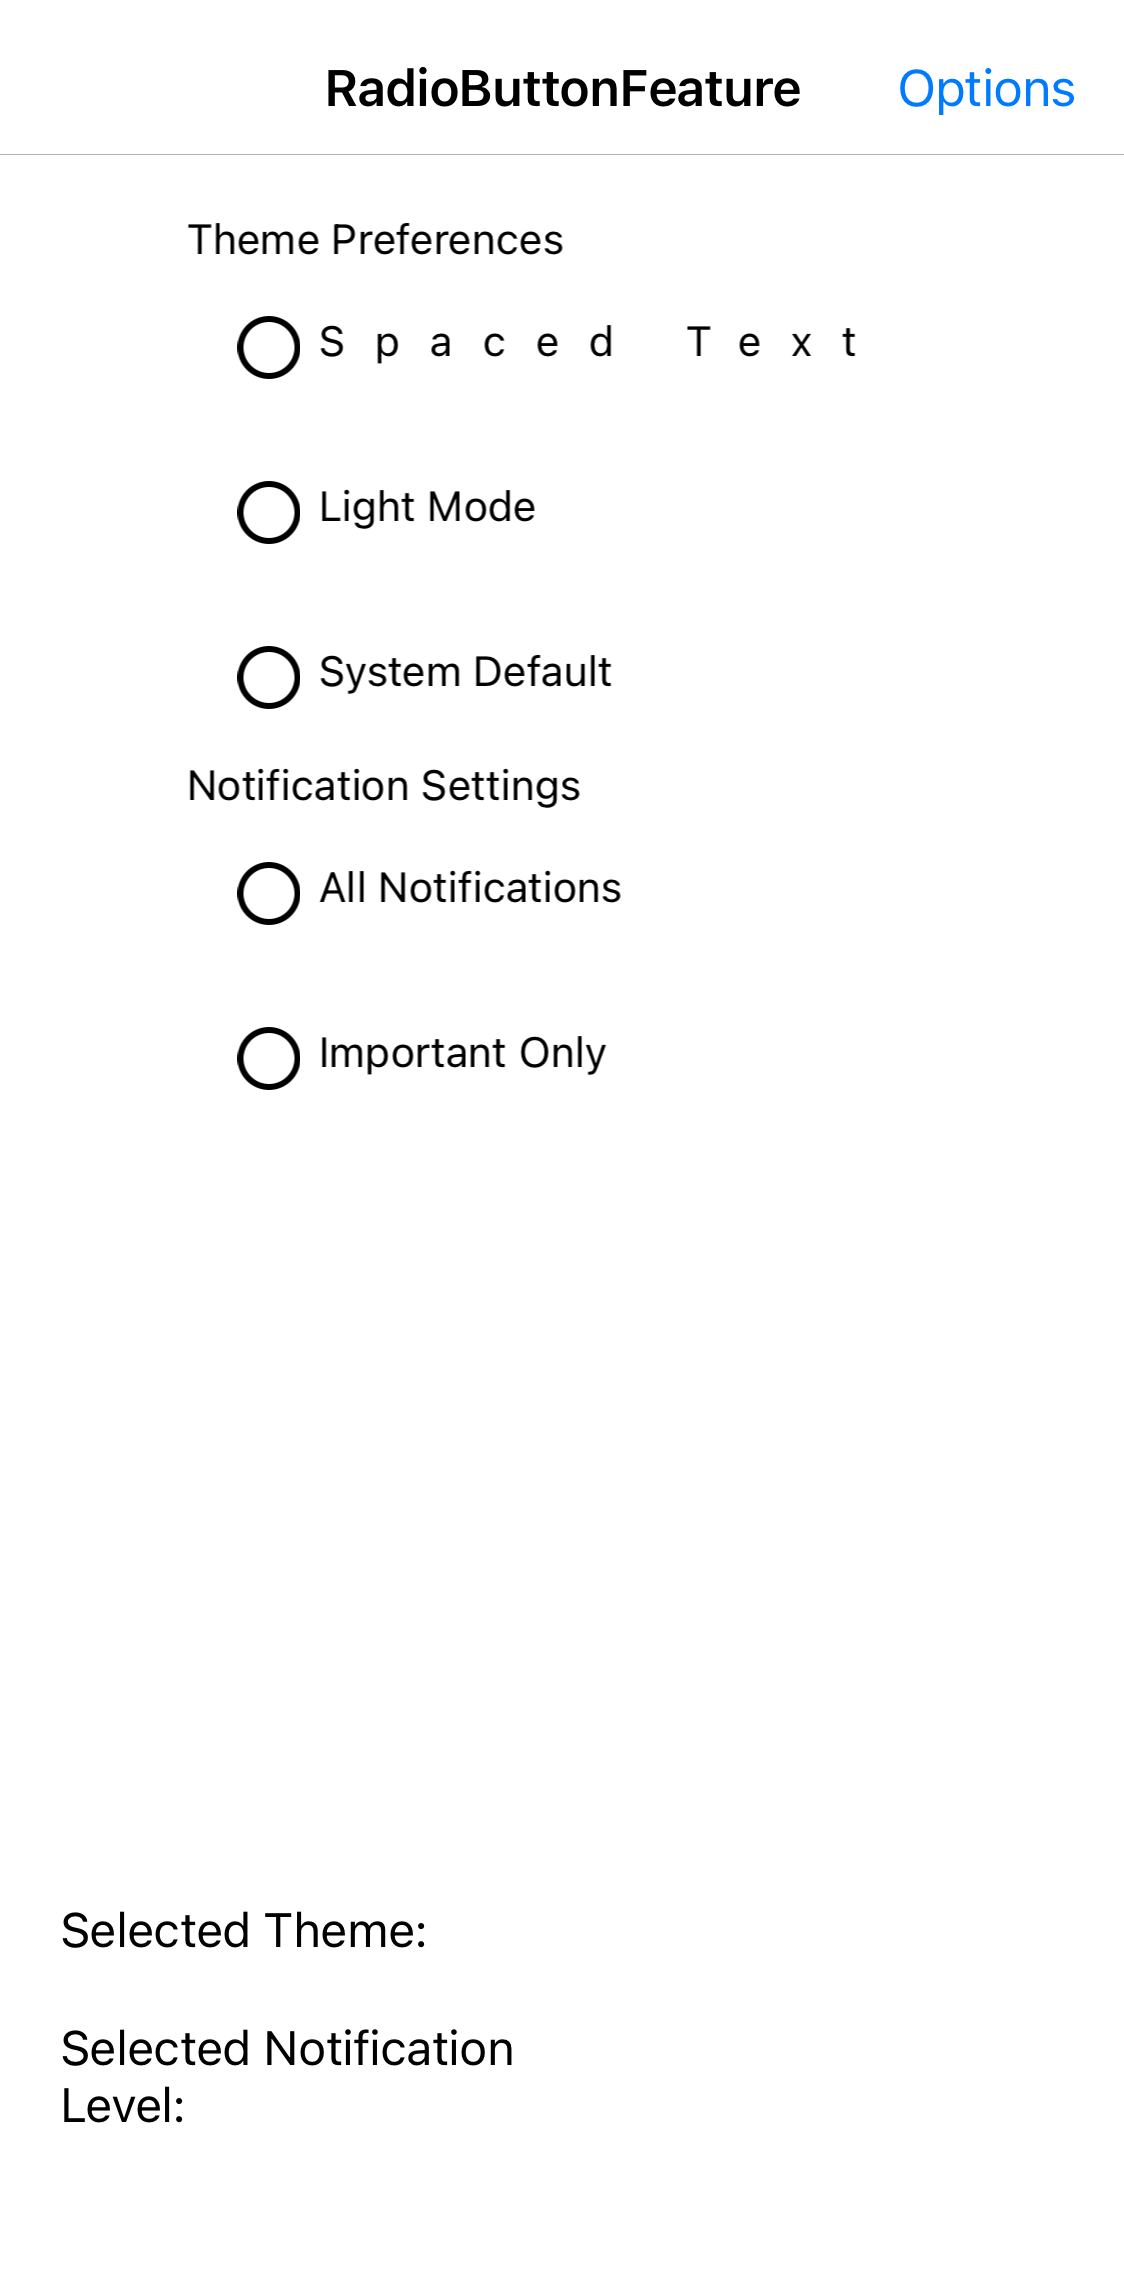 RadioButtonFeature Options
Theme Preferences
S p a c e d  T e x t
Light Mode
System Default
Notification Settings
All Notifications
Important Only
Selected Theme:
Selected Notification
Level: